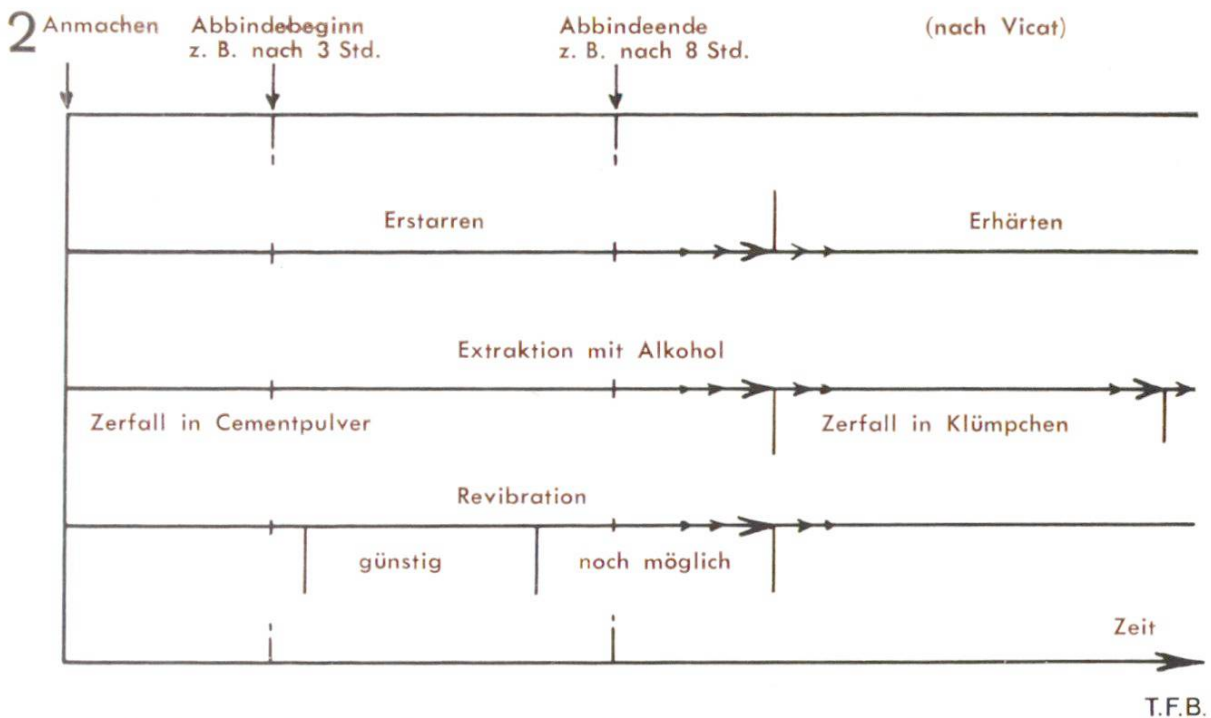 2
Anmachen
Abbindebeginn
z. B. nach 3 Std.
Abbindeende
z. B. nach 8 Std.
(nach Vicat)
Erstarren
Erhärten
Extraktion mit Alkohol
Zerfall in Cementpulver
Zerfall in Klümpchen
Revibration
günstig
noch möglich
Zeit
T.F.B.